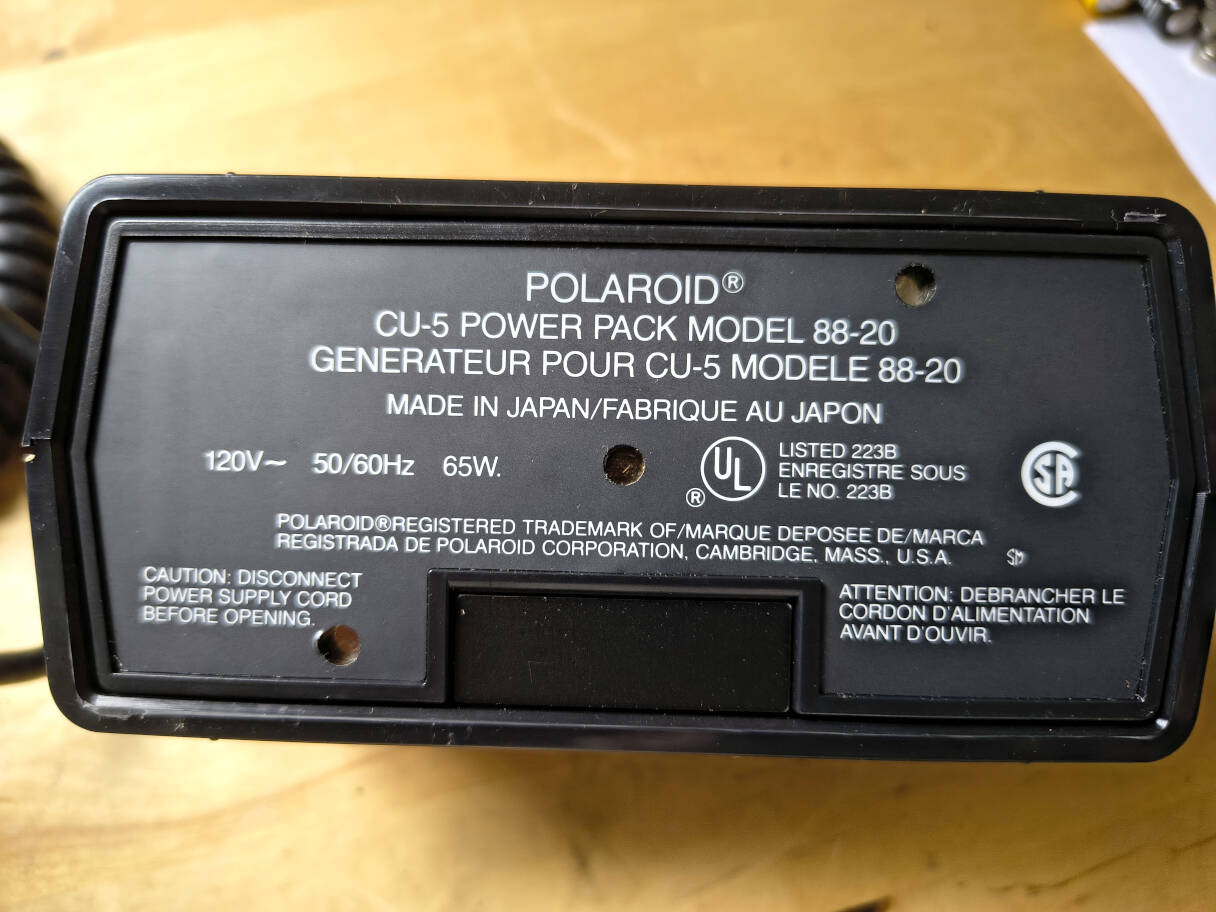 POLAROID®
CU-5 POWER PACK MODEL 88-20
GENERATEUR POUR CU-5 MODELE 88-20
MADE IN JAPAN/FABRIQUE AU JAPON
120V~ 50/60Hz 65W.
UL ®
LISTED 223B
ENREGISTRE SOUS
LE NO. 223B
SA
POLAROID®REGISTERED TRADEMARK OF/MARQUE DEPOSEE DE/MARCA
REGISTRADA DE POLAROID CORPORATION, CAMBRIDGE, MASS., U.S.A.
SM
CAUTION: DISCONNECT
POWER SUPPLY CORD
BEFORE OPENING.
ATTENTION: DEBRANCHER LE
CORDON D'ALIMENTATION
AVANT D'OUVIR.